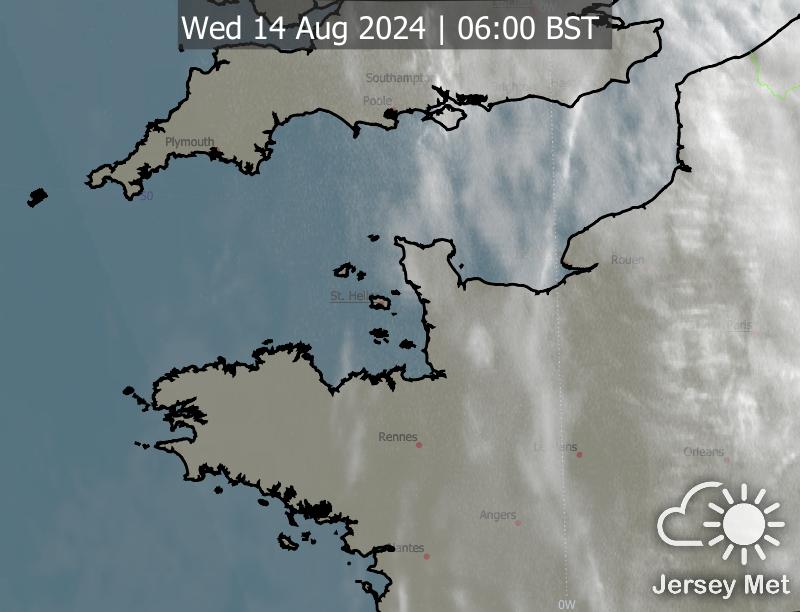 Wed 14 Aug 2024 | 06:00 BST
Southampton
Poole
Plymouth
50
Rouen
St. Helier
Paris
Rennes
Le Mans
Orleans
Angers
Nantes
Jersey Met
0W